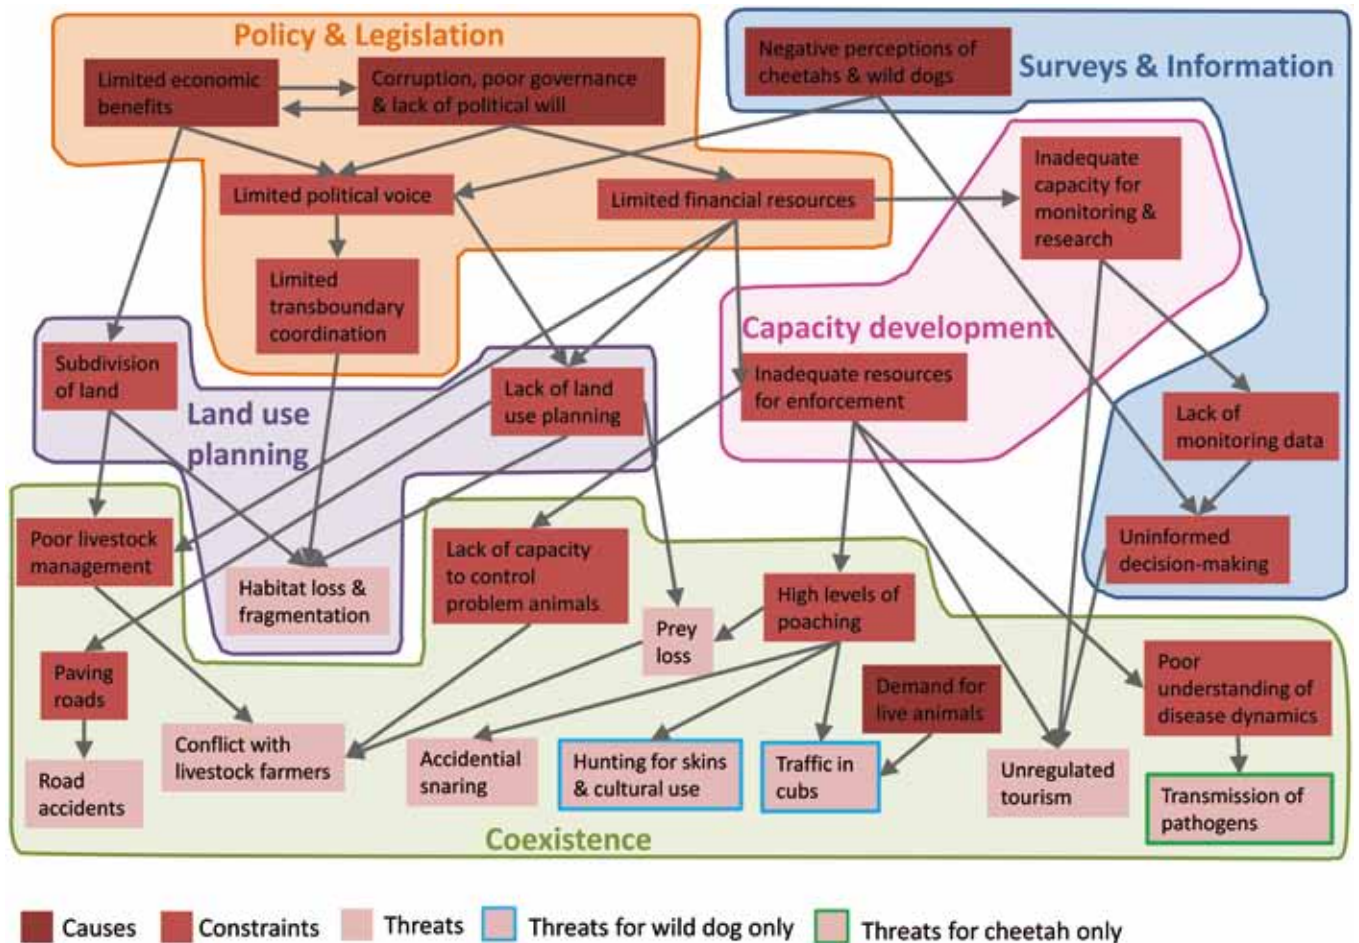 Policy & Legislation
Limited economic
benefits
Corruption, poor governance
& lack of political will
Negative perceptions of
cheetahs & wild dogs
Surveys & Information
Limited political voice
Limited financial resources
Inadequate
capacity for
monitoring &
research
Limited
transboundary
coordination
Capacity development
Subdivision
of land
Land use
planning
Lack of land
use planning
Inadequate resources
for enforcement
Lack of
monitoring data
Poor livestock
management
Habitat loss &
fragmentation
Lack of capacity
to control
problem animals
Uninformed
decision-making
High levels of
poaching
Prey
loss
Paving
roads
Demand for
live animals
Poor
understanding of
disease dynamics
Road
accidents
Conflict with
livestock farmers
Accidential
snaring
Hunting for skins
& cultural use
Traffic in
cubs
Unregulated
tourism
Transmission of
pathogens
Coexistence
Causes
Constraints
Threats
Threats for wild dog only
Threats for cheetah only